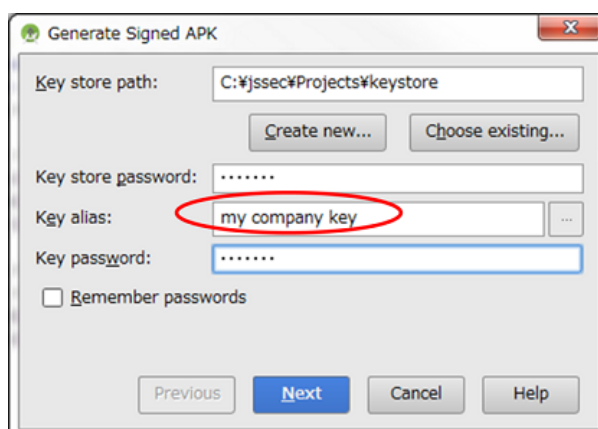 Generate Signed APK
Key store path:
C:¥jssec¥Projects¥keystore
Create new...
Choose existing...
Key store password:
·······
Key alias:
my company key
...
Key password:
·······
Remember passwords
Previous
Next
Cancel
Help